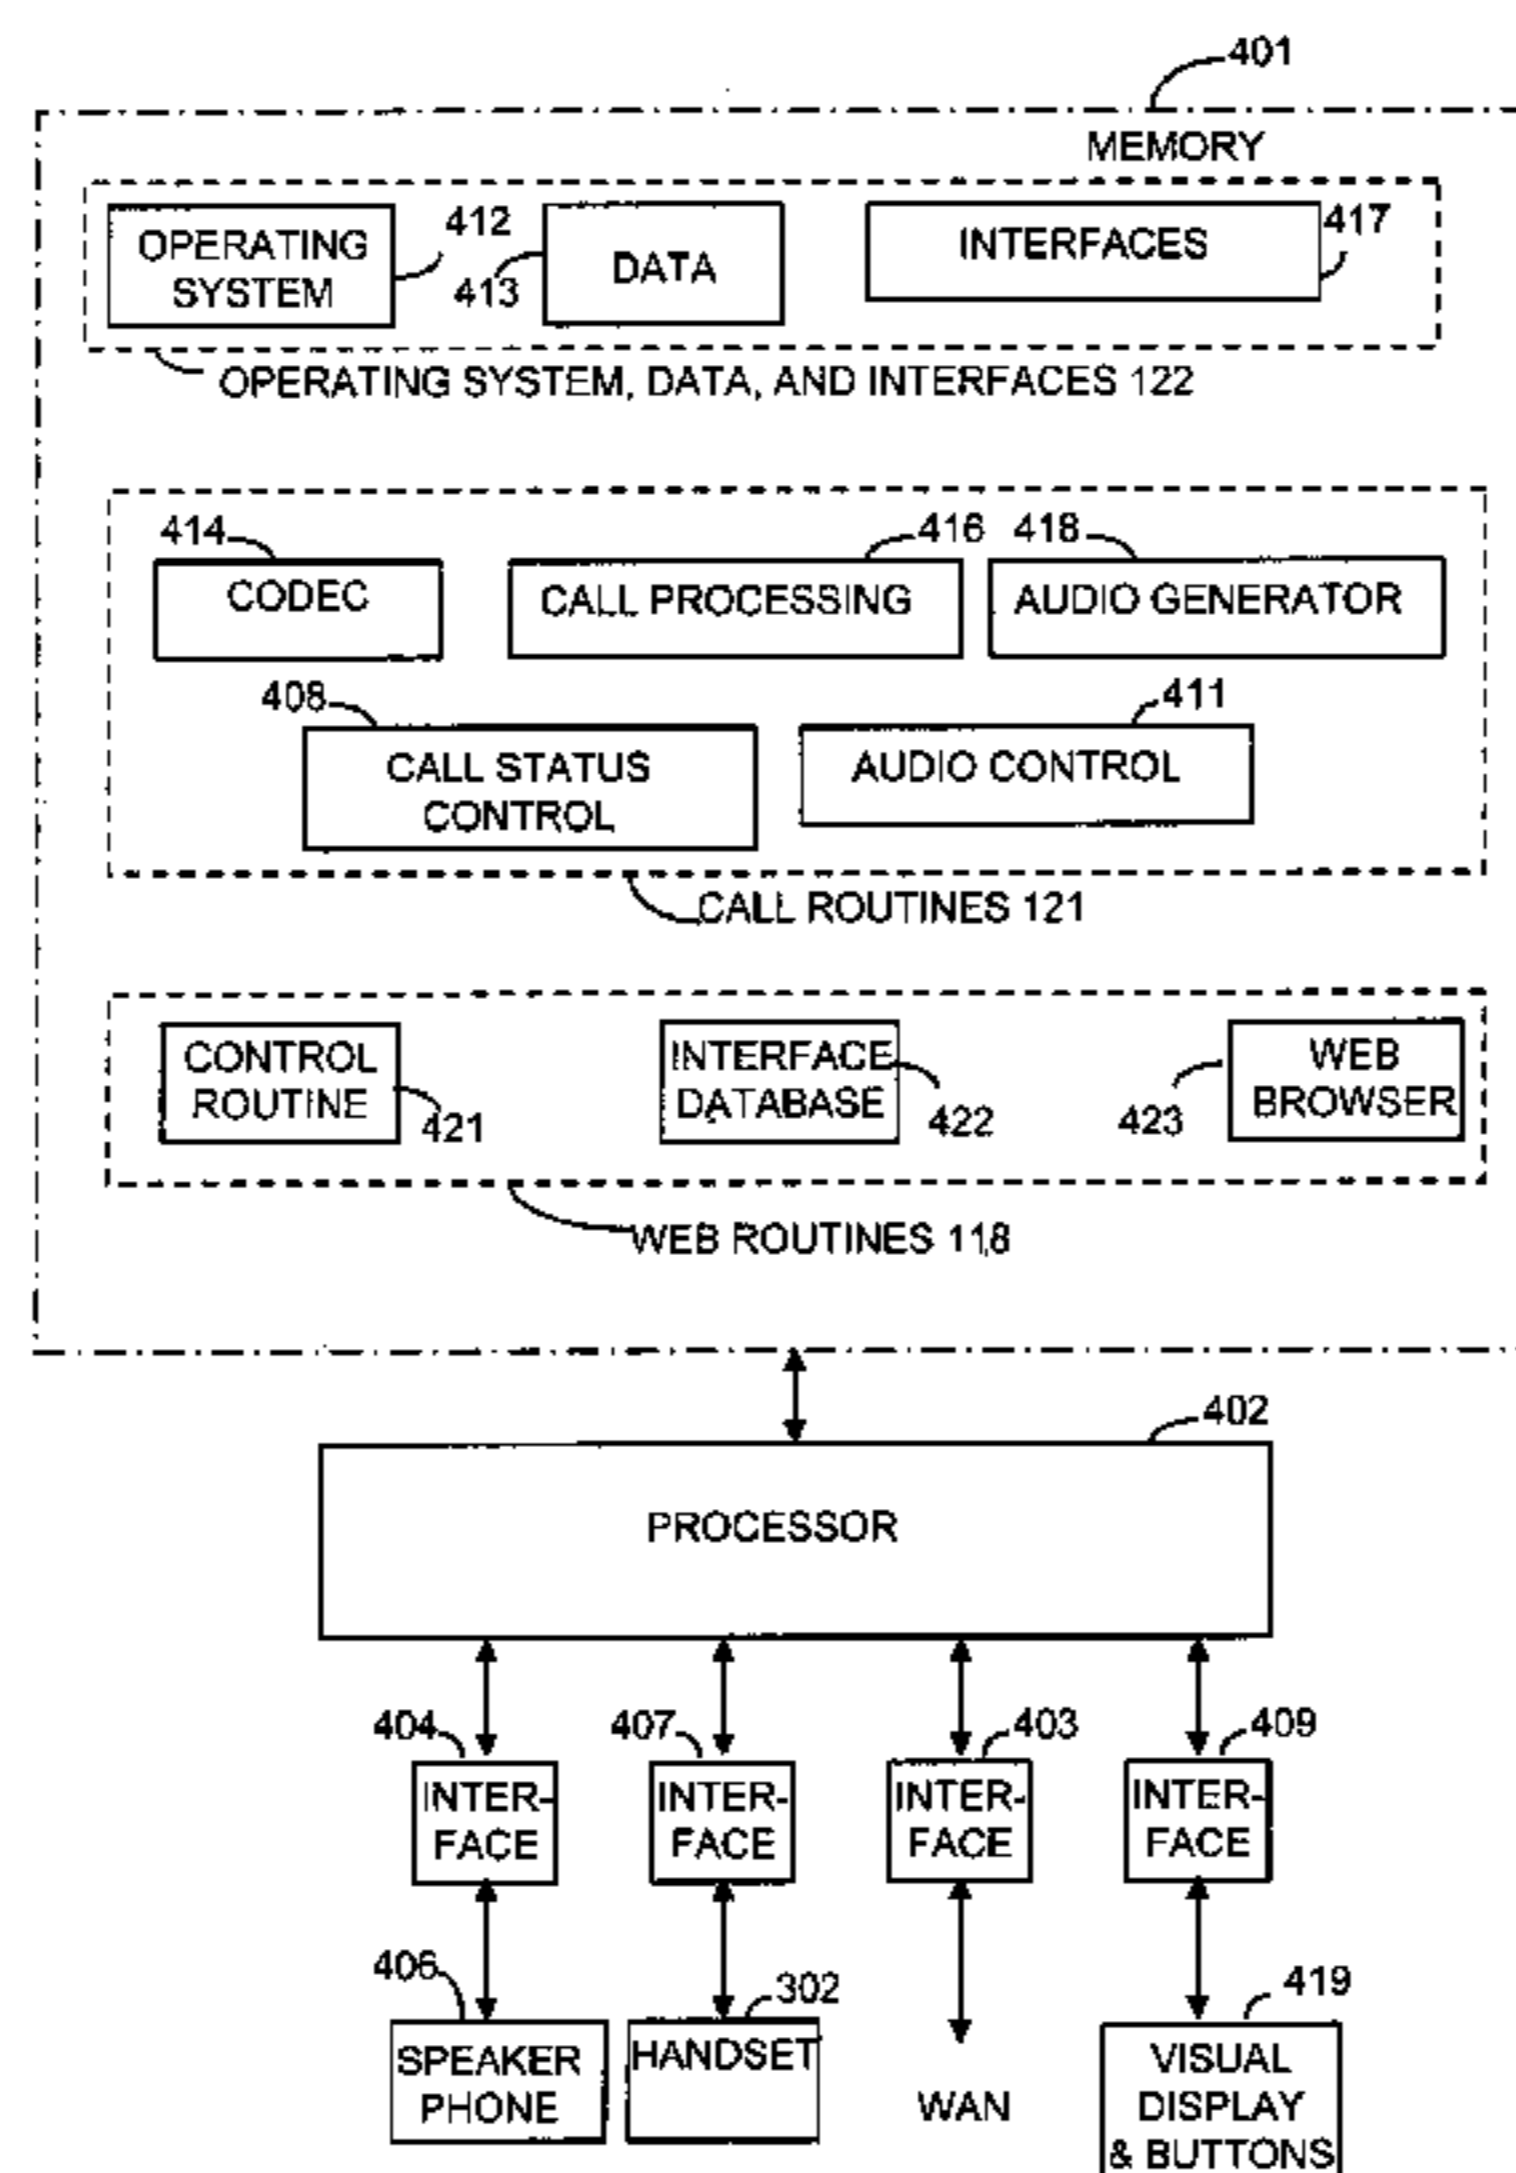 401
MEMORY
OPERATING
SYSTEM
412
413
DATA
INTERFACES
417
OPERATING SYSTEM, DATA, AND INTERFACES 122
414
CODEC
416
CALL PROCESSING
418
AUDIO GENERATOR
408
CALL STATUS
CONTROL
411
AUDIO CONTROL
CALL ROUTINES 121
CONTROL
ROUTINE
421
INTERFACE
DATABASE
422
423
WEB
BROWSER
WEB ROUTINES 118
402
PROCESSOR
404
INTER-
FACE
407
INTER-
FACE
403
INTER-
FACE
409
INTER-
FACE
406
SPEAKER
PHONE
302
HANDSET
WAN
419
VISUAL
DISPLAY
& BUTTONS